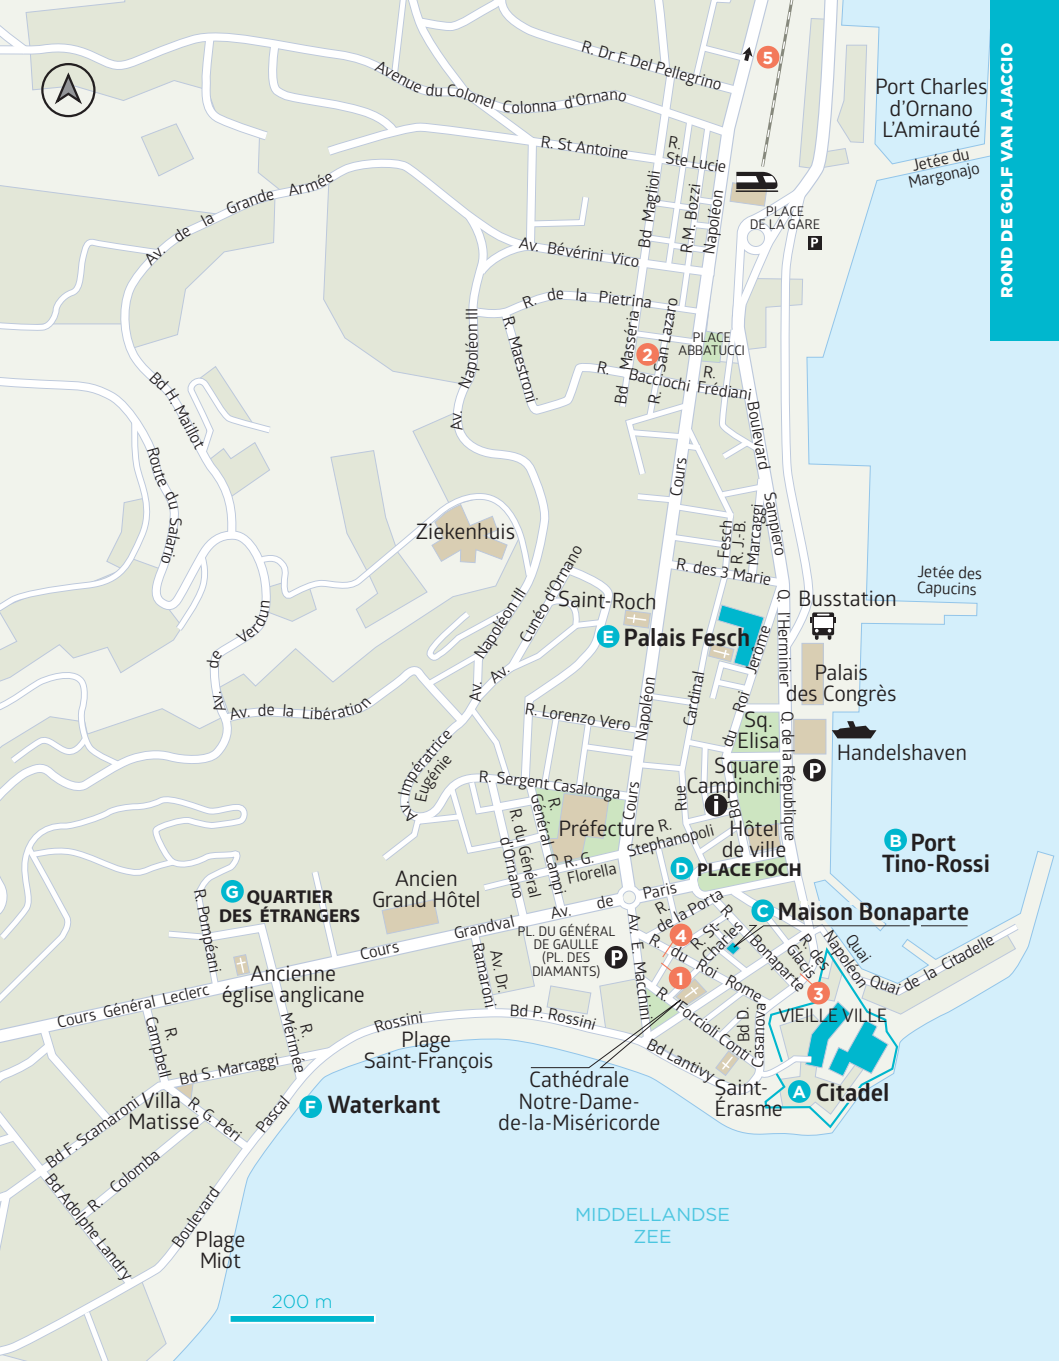 ROND DE GOLF VAN AJACCIO
R. Dr F. Del Pellegrino
5
Port Charles
d'Ornano
L'Amirauté
Avenue du Colonel Colonna d'Ornano
R. St Antoine
R.
Ste Lucie
Jetée du
Margonajo
Av. de la Grande Armée
Bd Maglioli
R.M. Bozzi
Napoléon
PLACE
DE LA GARE
P
Av. Bévérini Vico
R. de la Pietrina
R. Maestroni
Av. Napoléon III
Bd Masséria
R. San Lazaro
PLACE
ABBATUCCI
2
R. Bacciochi
R.
Frédiani
Bd H. Maillot
Route du Salario
Boulevard Sampiero
Cours Napoléon
Ziekenhuis
Fesch
R. J.-B.
Marcaggi
R. des 3 Marie
Jetée des
Capucins
Av. Napoléon III
Av. Cunéo d'Ornano
Saint-Roch
Busstation
Q. l'Herminier
E Palais Fesch
Av. de Verdun
Bd du Roi Jerôme
Palais
des Congrès
Rue Cardinal
Av. de la Libération
R. Lorenzo Vero
Sq.
Elisa
Q. de la République
Handelshaven
Av. Impératrice
Eugénie
R. Sergent Casalonga
Square
Campinchi
P
i
Cours
R.
Général Campi
R. du Général
d'Ornano
Préfecture
R.
Stephanopoli
Hôtel
de ville
B Port
Tino-Rossi
R. G.
Florella
D PLACE FOCH
G QUARTIER
DES ÉTRANGERS
Ancien
Grand Hôtel
R. Pompéani
Cours Grandval
Av. de Paris
R.
de la Porta
C Maison Bonaparte
PL. DU GÉNÉRAL
DE GAULLE
(PL. DES
DIAMANTS)
P
4
R. St-
Charles
R. Bonaparte
R. des
Glacis
Quai
Napoléon
Quai de la Citadelle
Av. E. Macchini
R. du Roi Rome
1
3
Ramaroni
Av. Dr.
Ancienne
église anglicane
Cours Général Leclerc
R.
Campbell
R.
Mérimée
Rossini
Bd P. Rossini
R. Forcioli Conti
Bd D.
Casanova
VIEILLE VILLE
Plage
Saint-François
Bd Lantivy
Bd S. Marcaggi
Cathédrale
Notre-Dame-
de-la-Miséricorde
Saint-
Érasme
A Citadel
Villa
Matisse
F Waterkant
R. G. Péri
Bd F. Scamaroni
Boulevard Pascal
R. Colomba
Bd Adolphe Landry
Plage
Miot
MIDDELLANDSE
ZEE
200 m